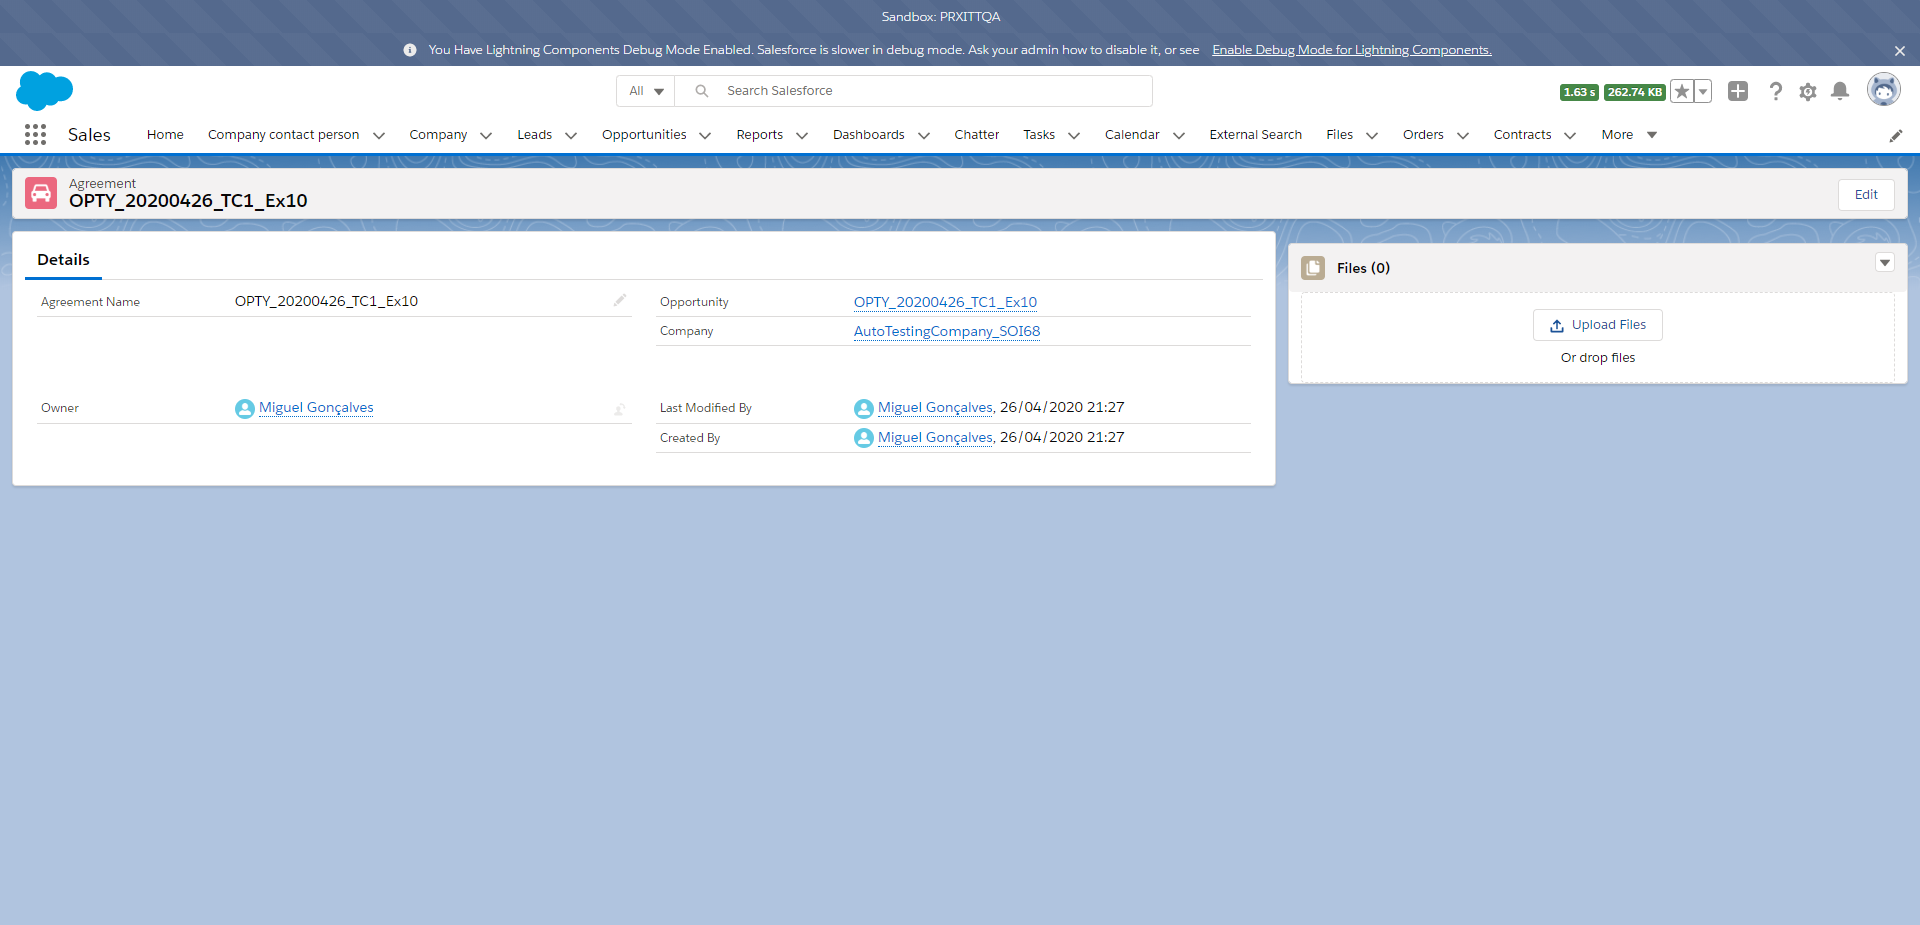 Sandbox: PRXITTQA
You Have Lightning Components Debug Mode Enabled. Salesforce is slower in debug mode. Ask your admin how to disable it, or see Enable Debug Mode for Lightning Components.
All Search Salesforce 1.63 s 262.74 KB
Sales Home Company contact person Company Leads Opportunities Reports Dashboards Chatter Tasks Calendar External Search Files Orders Contracts More
Agreement
OPTY_20200426_TC1_Ex10
Edit
Details
Agreement Name OPTY_20200426_TC1_Ex10
Opportunity OPTY_20200426_TC1_Ex10
Company AutoTestingCompany_SOI68
Owner Miguel Gonçalves
Last Modified By Miguel Gonçalves, 26/04/2020 21:27
Created By Miguel Gonçalves, 26/04/2020 21:27
Files (0)
Upload Files
Or drop files